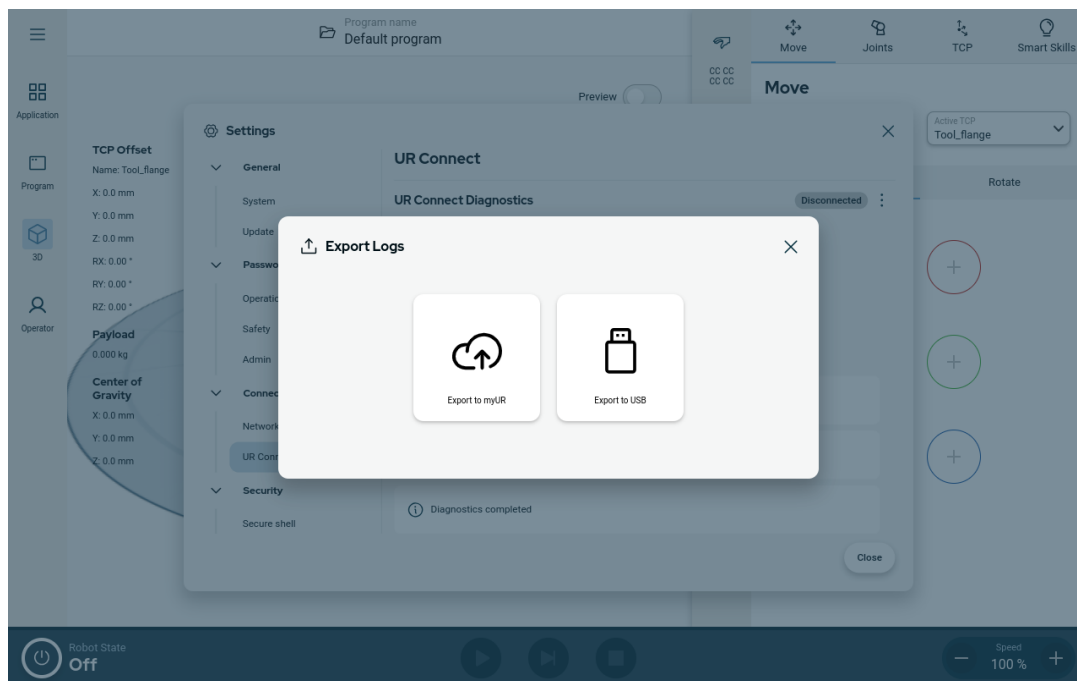 Program name
Default program
Move
Joints
TCP
Smart Skills
CC CC
CC CC
Application
Program
3D
Operator
Preview
Move
Active TCP
Tool_flange
Rotate
TCP Offset
Name: Tool_flange
X: 0.0 mm
Y: 0.0 mm
Z: 0.0 mm
RX: 0.00 °
RY: 0.00 °
RZ: 0.00 °
Payload
0.000 kg
Center of
Gravity
X: 0.0 mm
Y: 0.0 mm
Z: 0.0 mm
Settings
General
System
Update
Passwo
Operatio
Safety
Admin
Connec
Network
UR Conn
Security
Secure shell
UR Connect
UR Connect Diagnostics
Disconnected
Export Logs
Export to myUR
Export to USB
Diagnostics completed
Close
Robot State
Off
Speed
100 %